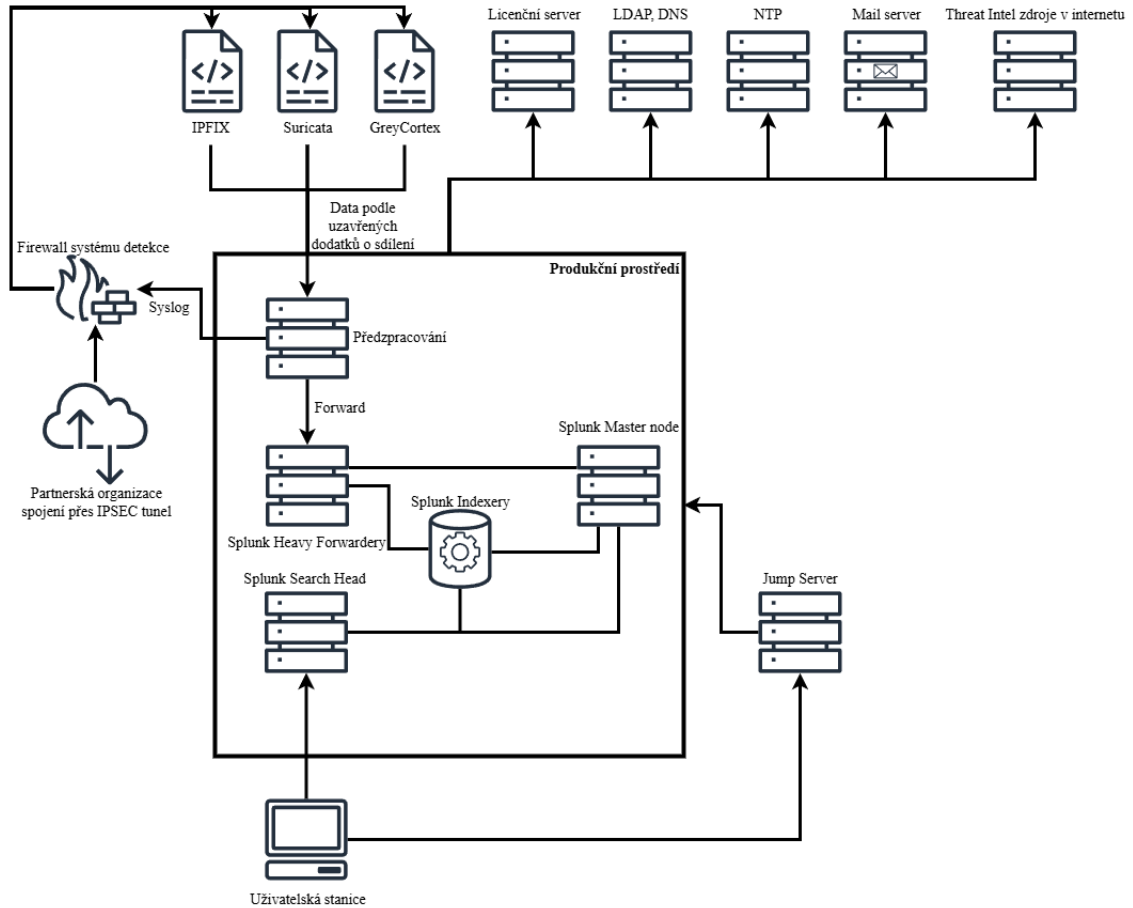 Licenční server
LDAP, DNS
NTP
Mail server
Threat Intel zdroje v internetu
IPFIX
Suricata
GreyCortex
Data podle
uzavřených
dodatků o sdílení
Firewall systému detekce
Produkční prostředí
Syslog
Předzpracování
Forward
Splunk Master node
Partnerská organizace
spojení přes IPSEC tunel
Splunk Indexery
Splunk Heavy Forwardery
Splunk Search Head
Jump Server
Uživatelská stanice